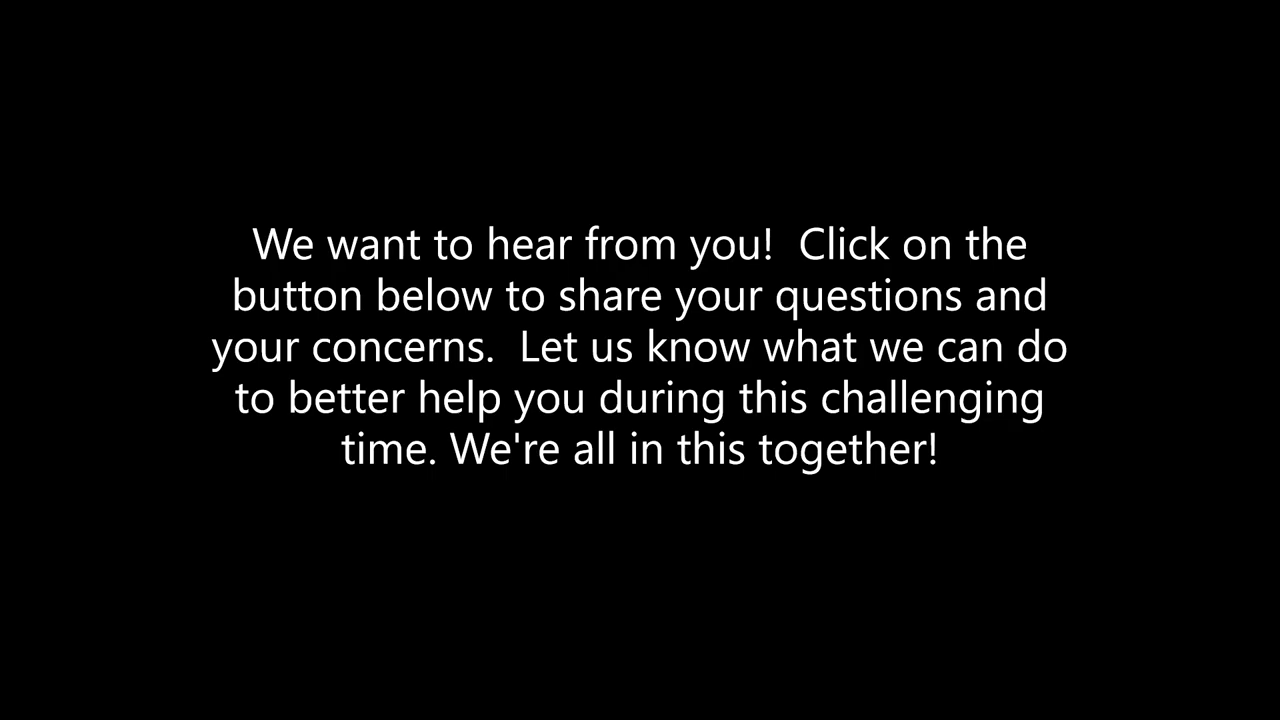 We want to hear from you!  Click on the
button below to share your questions and
your concerns.  Let us know what we can do
to better help you during this challenging
time. We're all in this together!